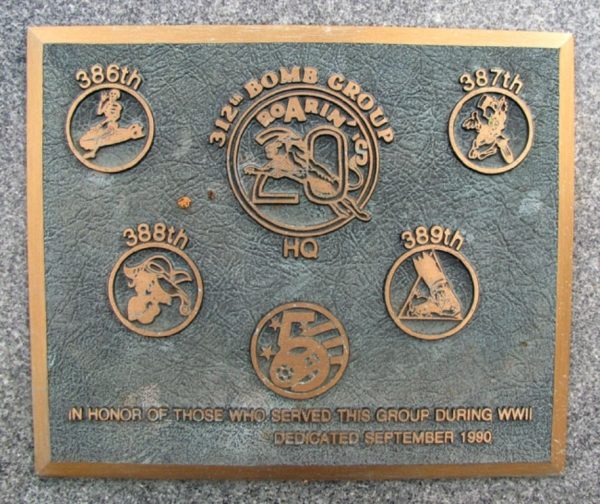 386th
312TH BOMB GROUP
387th
ROARIN' 20'S
HQ
388th
389th
5
IN HONOR OF THOSE WHO SERVED THIS GROUP DURING WWII
DEDICATED SEPTEMBER 1990